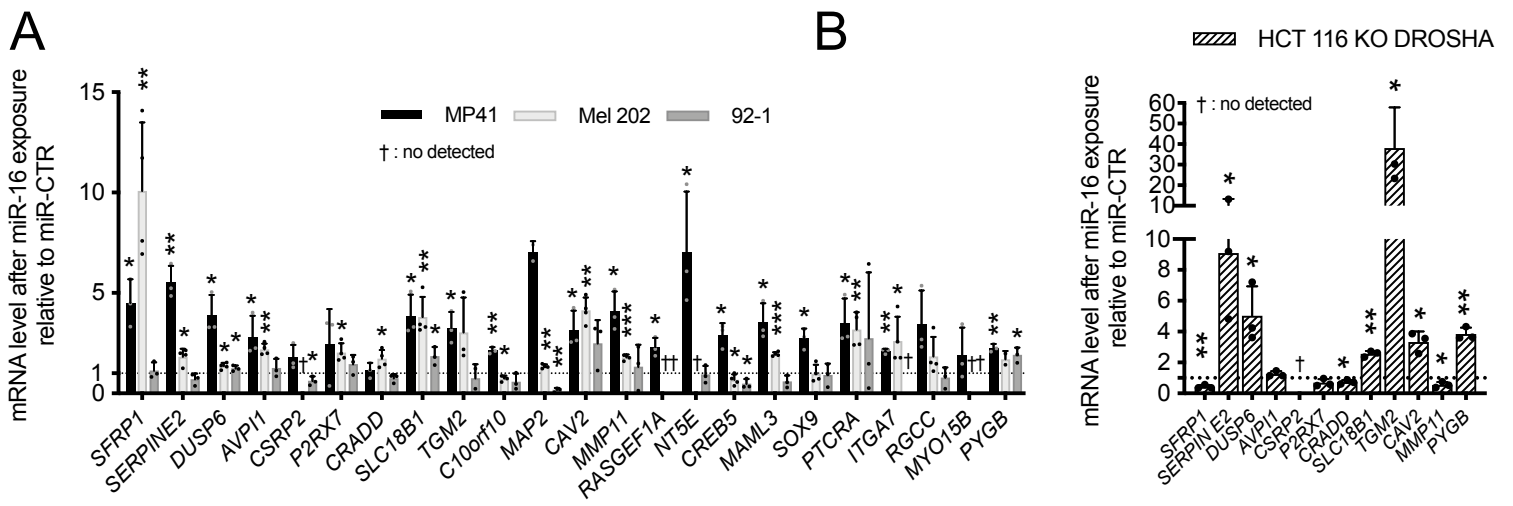 A
mRNA level after miR-16 exposure
relative to miR-CTR
15
10
5
1
0
MP41
Mel 202
92-1
† : no detected
** * ** * * * * * * ** * * * * ** * ** * ** ** * ** * *** * †† * † * * * * *** * * ** * * † †† ** *
SFRP1
SERPINE2
DUSP6
AVPI1
CSRP2
P2RX7
CRADD
SLC18B1
TGM2
C10orf10
MAP2
CAV2
MMP11
RASGEF1A
NT5E
CREB5
MAML3
SOX9
PTCRA
ITGA7
RGCC
MYO15B
PYGB
B
HCT 116 KO DROSHA
mRNA level after miR-16 exposure
relative to miR-CTR
60
50
40
30
20
10
10
8
6
4
2
0
† : no detected
** * * † * ** * * * **
SFRP1
SERPIN E2
DUSP6
AVPI1
CSRP2
P2RX7
CRADD
SLC18B1
TGM2
CAV2
MMP11
PYGB